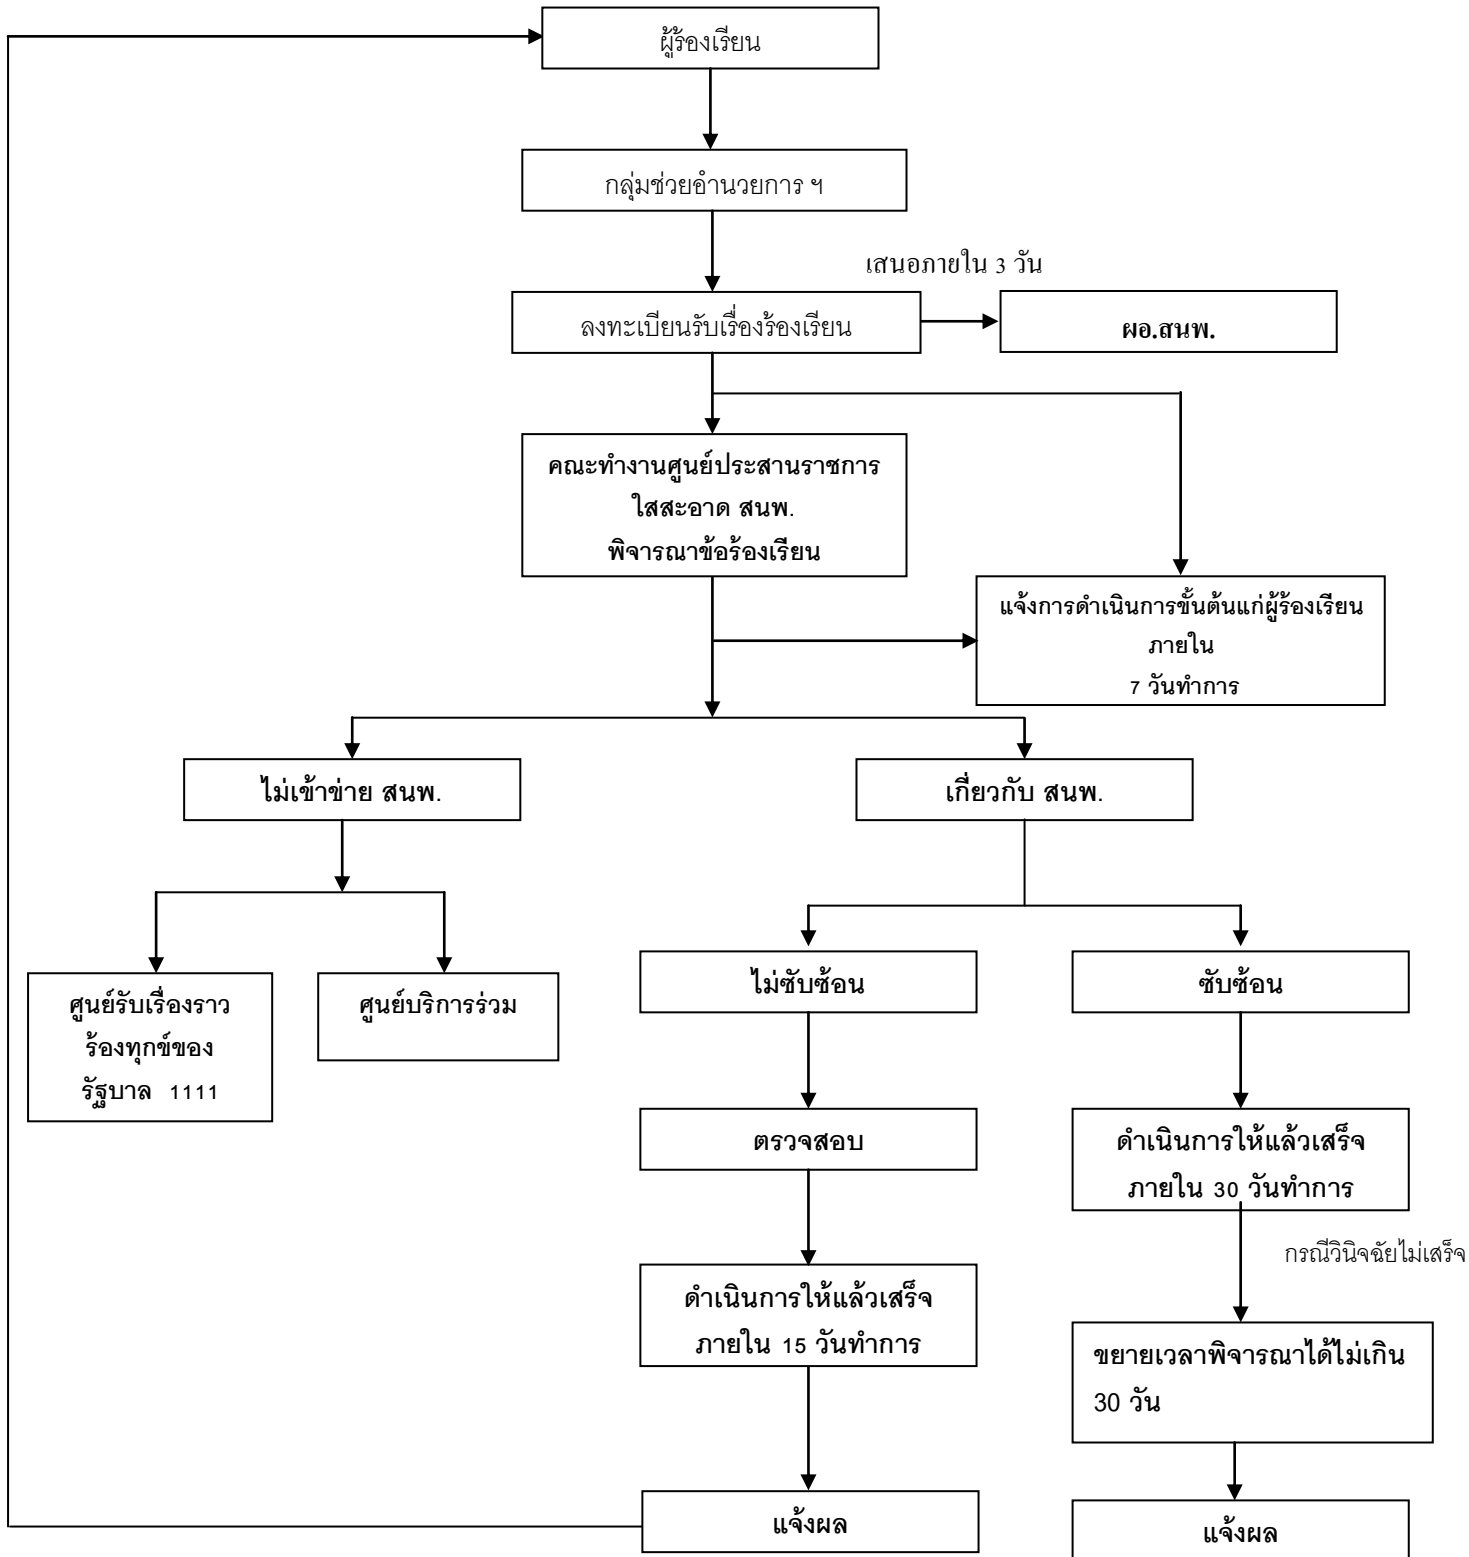 ผู้ร้องเรียน
กลุ่มช่วยอำนวยการ ฯ
เสนอภายใน 3 วัน
ลงทะเบียนรับเรื่องร้องเรียน
ผอ.สนพ.
คณะทำงานศูนย์ประสานราชการ
ใสสะอาด สนพ.
พิจารณาข้อร้องเรียน
แจ้งการดำเนินการขั้นต้นแก่ผู้ร้องเรียน
ภายใน
7 วันทำการ
ไม่เข้าข่าย สนพ.
เกี่ยวกับ สนพ.
ไม่ซับซ้อน
ซับซ้อน
ศูนย์รับเรื่องราว
ร้องทุกข์ของ
รัฐบาล 1111
ศูนย์บริการร่วม
ตรวจสอบ
ดำเนินการให้แล้วเสร็จ
ภายใน 30 วันทำการ
กรณีวินิจฉัยไม่เสร็จ
ดำเนินการให้แล้วเสร็จ
ภายใน 15 วันทำการ
ขยายเวลาพิจารณาได้ไม่เกิน
30 วัน
แจ้งผล
แจ้งผล